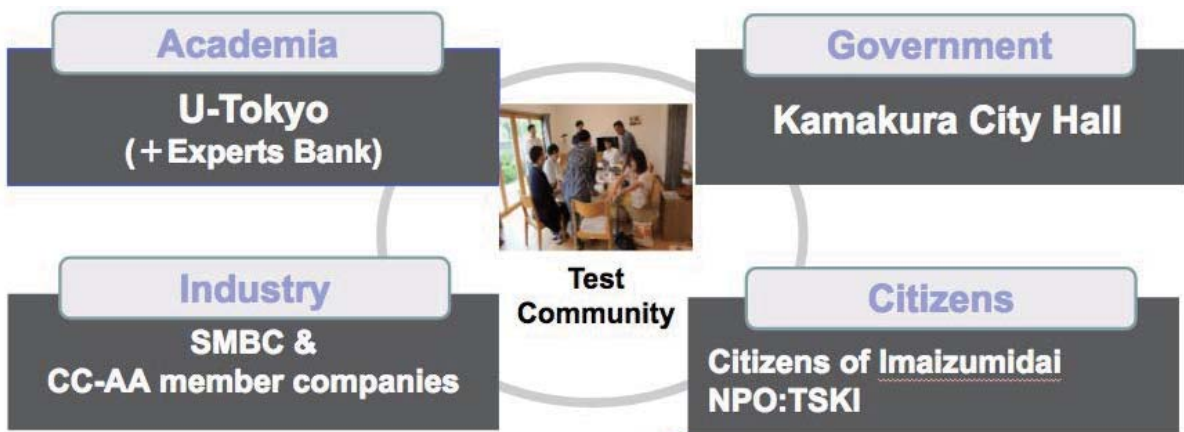 Academia
U-Tokyo
(+Experts Bank)
Government
Kamakura City Hall
Test
Community
Industry
SMBC &
CC-AA member companies
Citizens
Citizens of Imaizumidai
NPO:TSKI